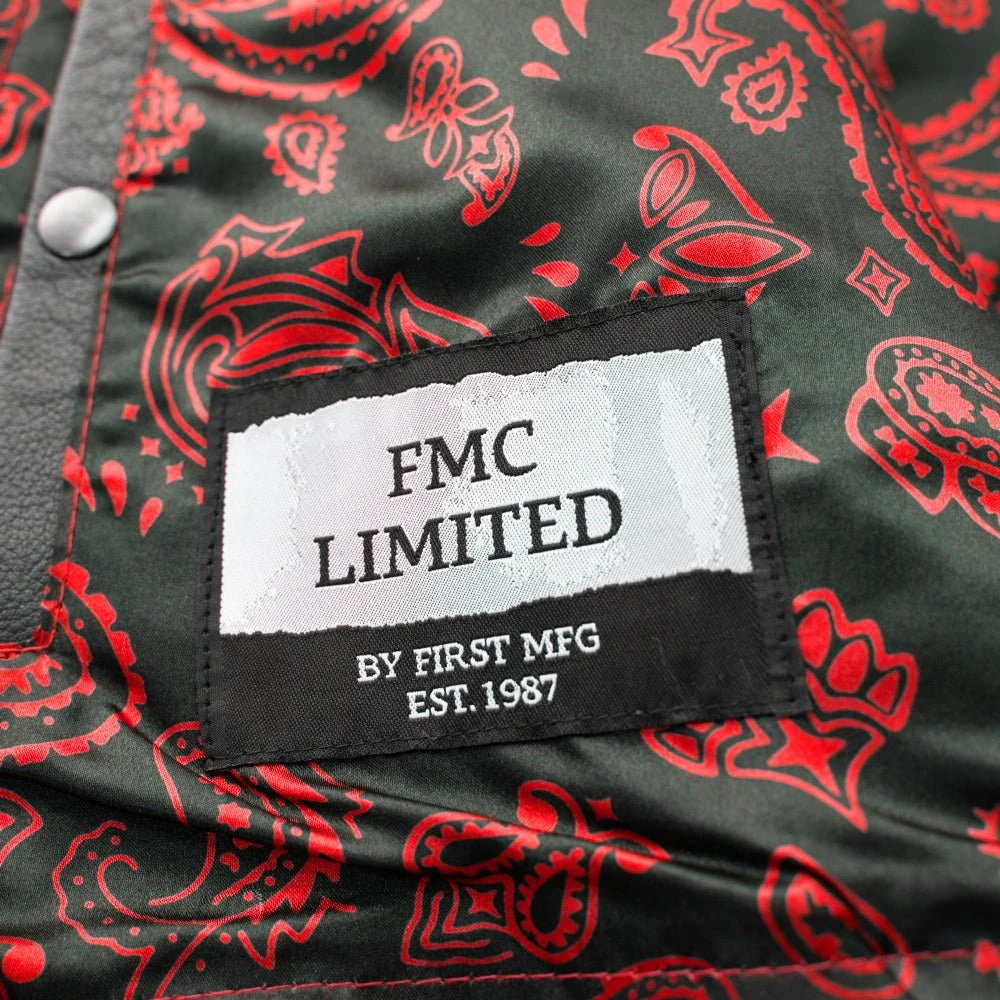 FMC
LIMITED
BY FIRST MFG
EST. 1987